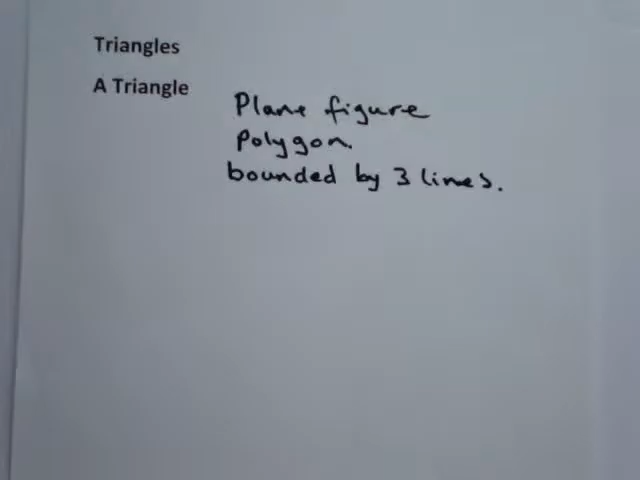 Triangles
A Triangle
Plane figure
Polygon.
bounded by 3 lines.